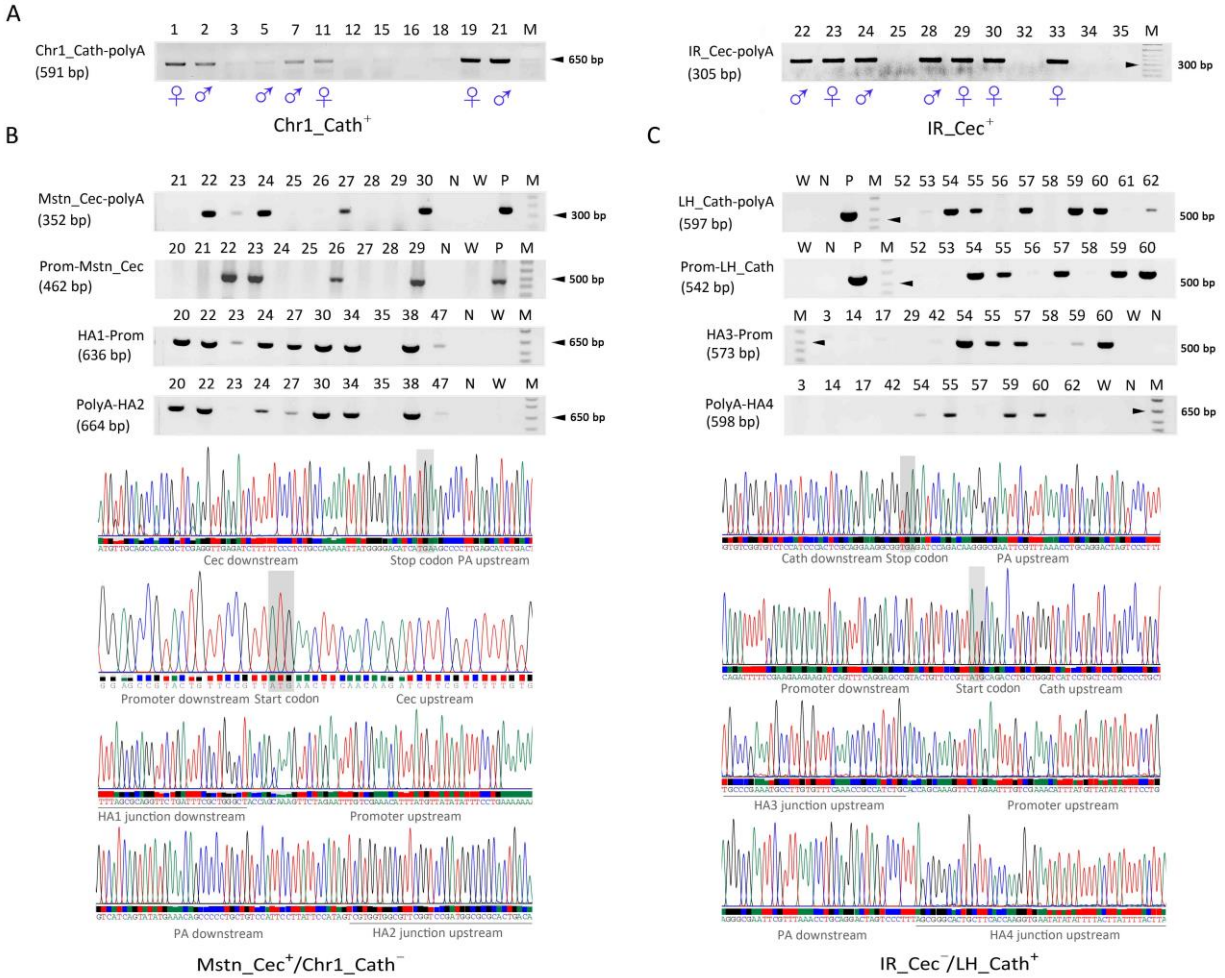 A
1 2 3 5 7 11 12 15 16 18 19 21 M
Chr1_Cath-polyA
(591 bp)
650 bp
♀ ♂ ♂ ♂ ♀ ♀ ♂
Chr1_Cath⁺
22 23 24 25 28 29 30 32 33 34 35 M
IR_Cec-polyA
(305 bp)
300 bp
♂ ♀ ♂ ♂ ♀ ♀ ♀
IR_Cec⁺
B
21 22 23 24 25 26 27 28 29 30 N W P M
Mstn_Cec-polyA
(352 bp)
300 bp
20 21 22 23 24 25 26 27 28 29 N W P M
Prom-Mstn_Cec
(462 bp)
500 bp
20 22 23 24 27 30 34 35 38 47 N W M
HA1-Prom
(636 bp)
650 bp
20 22 23 24 27 30 34 35 38 47 N W M
PolyA-HA2
(664 bp)
650 bp
ATGTTGCAGCCACCGCTCGAGGTTGAGATCTTTTTCCCTCTGCCAAAAATTATGGGGACATCATGAAGCCCCTTGAGCATCTGACT
Cec downstream Stop codon PA upstream
GGAGCCGTACTGTTCCGTTATGAACTTCAACAAGATCTTCGTCTTTGTG
Promoter downstream Start codon Cec upstream
TTTAGCGCAGGTTCTGATTTCGCTGGGCTACCAGCAAAGTTCTAGAATTTGTCGAAACATTTATGTTATATATTTCCTGAAAAAAA
HA1 junction downstream Promoter upstream
GTCATCAGTATATGAAACAGCCCCCTGCTGTCCATTCCTTATTCCATAGTCGTGGTGGCGTTCGGTCCGATGGCGCGCACTGACA
PA downstream HA2 junction upstream
Mstn_Cec⁺/Chr1_Cath⁻
C
W N P M 52 53 54 55 56 57 58 59 60 61 62
LH_Cath-polyA
(597 bp)
500 bp
W N P M 52 53 54 55 56 57 58 59 60
Prom-LH_Cath
(542 bp)
500 bp
M 3 14 17 29 42 54 55 57 58 59 60 W N
HA3-Prom
(573 bp)
500 bp
3 14 17 42 54 55 57 59 60 62 W N M
PolyA-HA4
(598 bp)
650 bp
GTGTCGGTGTCTCCATCCCACTCGCAGGAAGGCGGTGAGATCCAGACAAGGGCGAATTCGTTTAAACCTGCAGGACTAGTCCCTTT
Cath downstream Stop codon PA upstream
CAGATTTTTCGAAGAAGAAGATCAGTTTCAGGAGCCGTACTGTTCCGTTATGCAGACCTGCTGGGTCATCCTGCTCCTGCCCCTGCT
Promoter downstream Start codon Cath upstream
TGCCCGAAATGCCTTGTGTTTCAAACCGCCATCTGCACCAGCAAAGTTCTAGAATTTGTCGAAACATTTATGTTATATATTTCCTG
HA3 junction upstream Promoter upstream
AGGGCGAATTCGTTTAAACCTGCAGGACTAGTCCCTTTAGCGGGCACTGCTTCACCAAGGTGAATATATATTTTACTTATTTTACTTA
PA downstream HA4 junction upstream
IR_Cec⁻/LH_Cath⁺